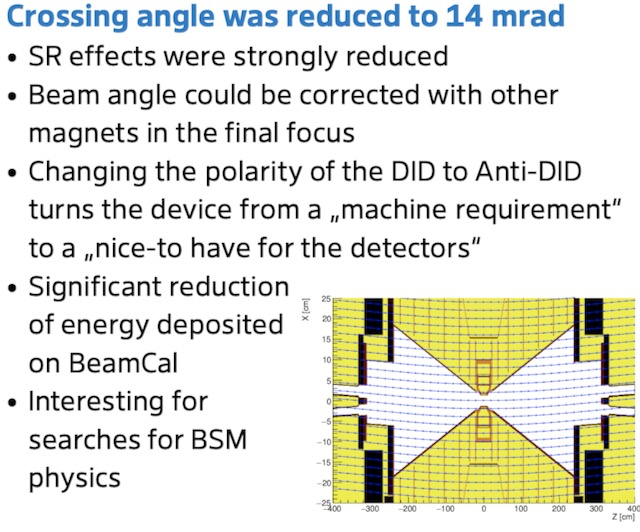 Crossing angle was reduced to 14 mrad
• SR effects were strongly reduced
• Beam angle could be corrected with other
magnets in the final focus
• Changing the polarity of the DID to Anti-DID
turns the device from a „machine requirement“
to a „nice-to have for the detectors“
• Significant reduction
of energy deposited
on BeamCal
• Interesting for
searches for BSM
physics
X [cm]
25
20
15
10
5
0
−5
−10
−15
−20
−25
−400 −300 −200 −100 0 100 200 300 400
Z [cm]